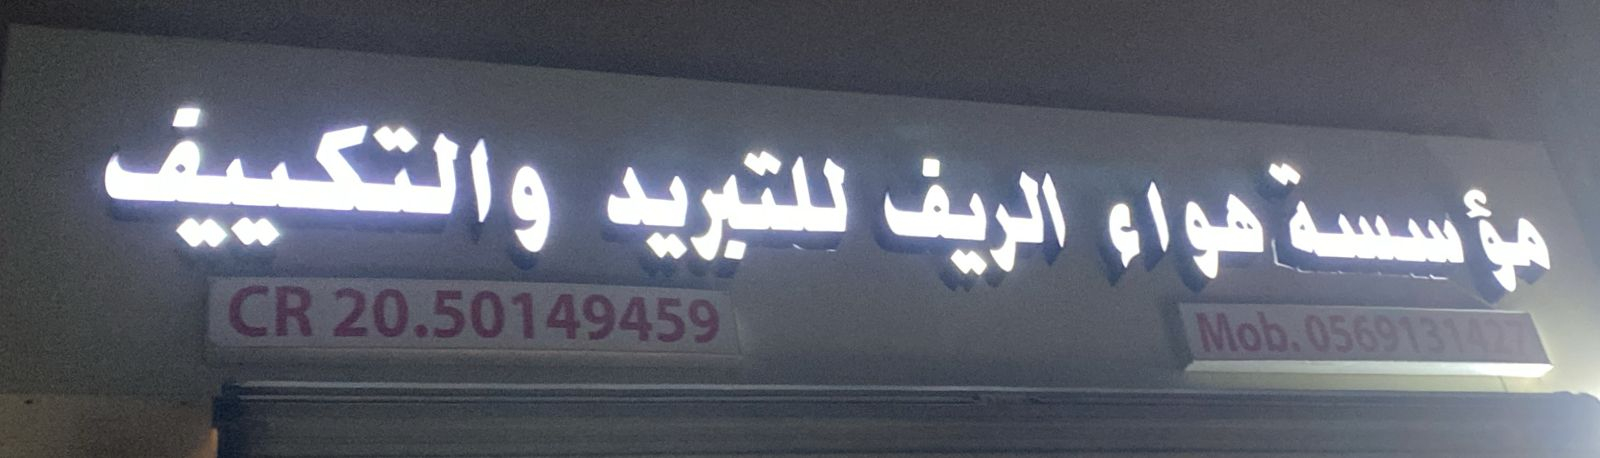 مؤسسة هواء الريف للتبريد والتكييف
CR 20.50149459
Mob. 0569131427